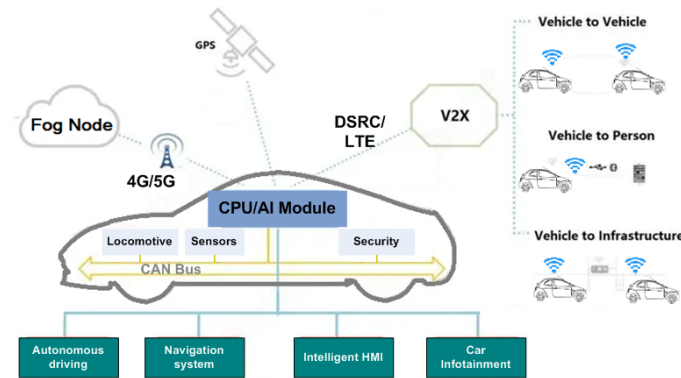 Vehicle to Vehicle
GPS
Fog Node
V2X
DSRC/
LTE
Vehicle to Person
4G/5G
CPU/AI Module
Locomotive
Sensors
Security
Vehicle to Infrastructure
CAN Bus
Autonomous
driving
Navigation
system
Intelligent HMI
Car
Infotainment